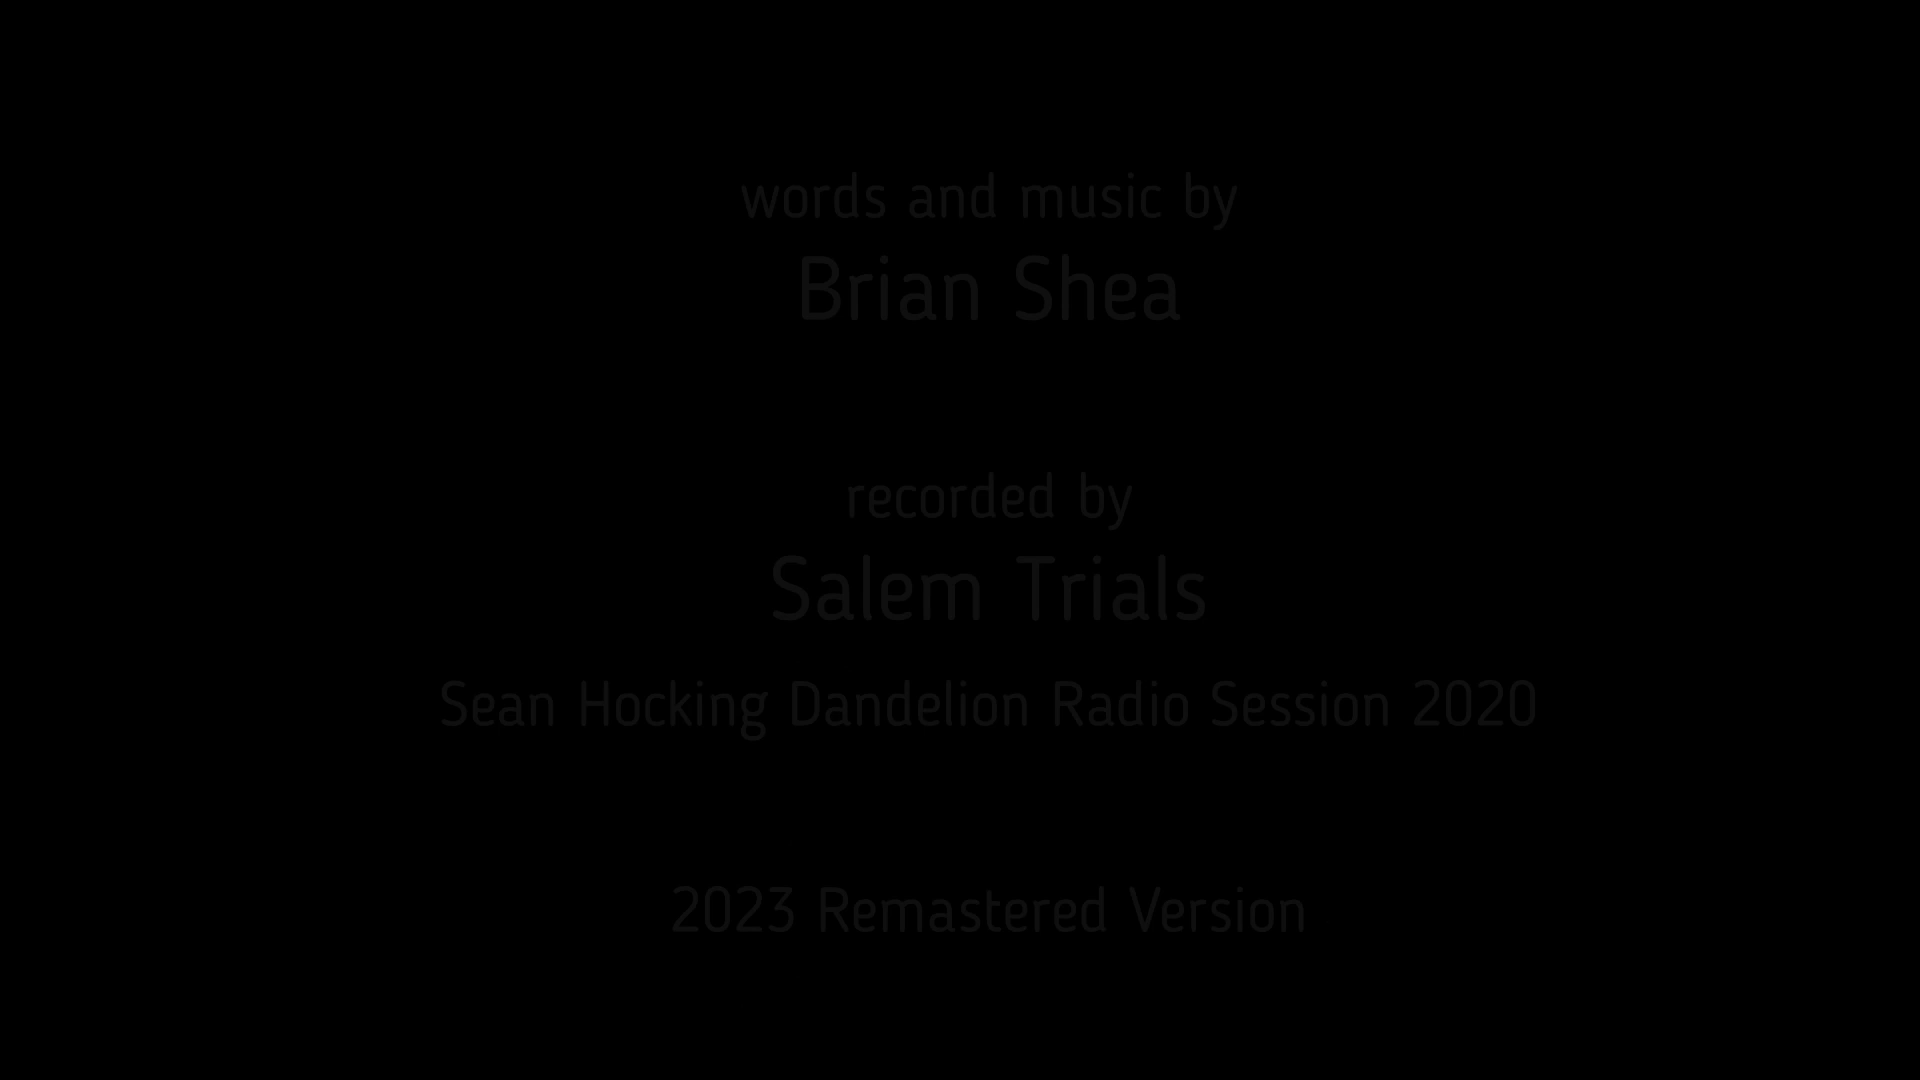 words and music by
Brian Shea
recorded by
Salem Trials
Sean Hocking Dandelion Radio Session 2020
2023 Remastered Version